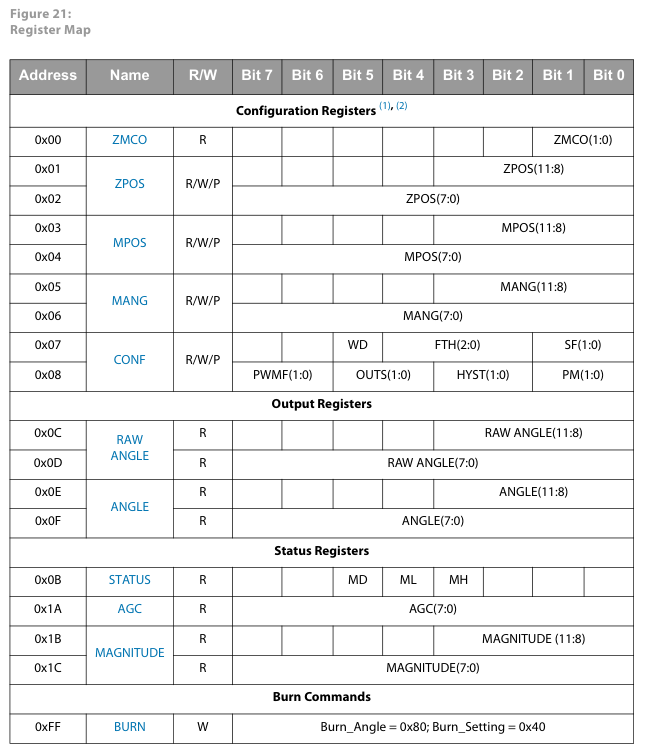 Figure 21:
Register Map
Address Name R/W Bit 7 Bit 6 Bit 5 Bit 4 Bit 3 Bit 2 Bit 1 Bit 0
Configuration Registers (1), (2)
0x00 ZMCO R ZMCO(1:0)
0x01 ZPOS R/W/P ZPOS(11:8)
0x02 ZPOS(7:0)
0x03 MPOS R/W/P MPOS(11:8)
0x04 MPOS(7:0)
0x05 MANG R/W/P MANG(11:8)
0x06 MANG(7:0)
0x07 CONF R/W/P WD FTH(2:0) SF(1:0)
0x08 PWMF(1:0) OUTS(1:0) HYST(1:0) PM(1:0)
Output Registers
0x0C RAW ANGLE R RAW ANGLE(11:8)
0x0D R RAW ANGLE(7:0)
0x0E ANGLE R ANGLE(11:8)
0x0F R ANGLE(7:0)
Status Registers
0x0B STATUS R MD ML MH
0x1A AGC R AGC(7:0)
0x1B MAGNITUDE R MAGNITUDE (11:8)
0x1C R MAGNITUDE(7:0)
Burn Commands
0xFF BURN W Burn_Angle = 0x80; Burn_Setting = 0x40